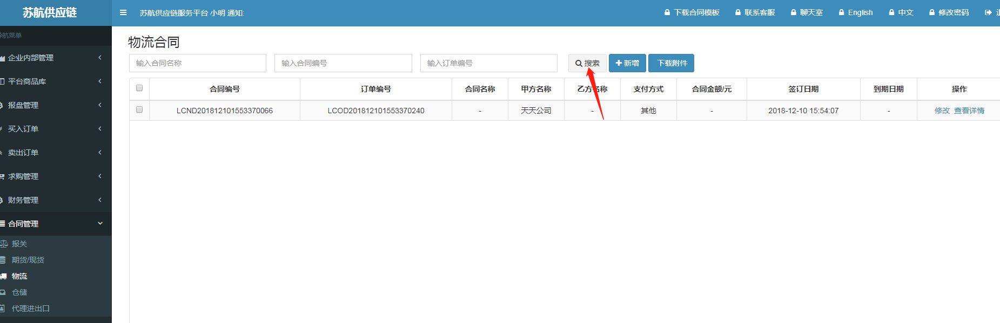 苏航供应链
苏航供应链服务平台 小明 通知:
下载合同模板 联系客服 聊天室 English 中文 修改密码
航菜单
企业内部管理
平台商品库
报盘管理
买入订单
卖出订单
求购管理
财务管理
合同管理
报关
期货/现货
物流
仓储
代理进出口
物流合同
输入合同名称 输入合同编号 输入订单编号 搜索 新增 下载附件
合同编号 订单编号 合同名称 甲方名称 乙方名称 支付方式 合同金额/元 签订日期 到期日期 操作
LCND201812101553370066 LCOD201812101553370240 - 天天公司 - 其他 - 2018-12-10 15:54:07 - 修改 查看详情